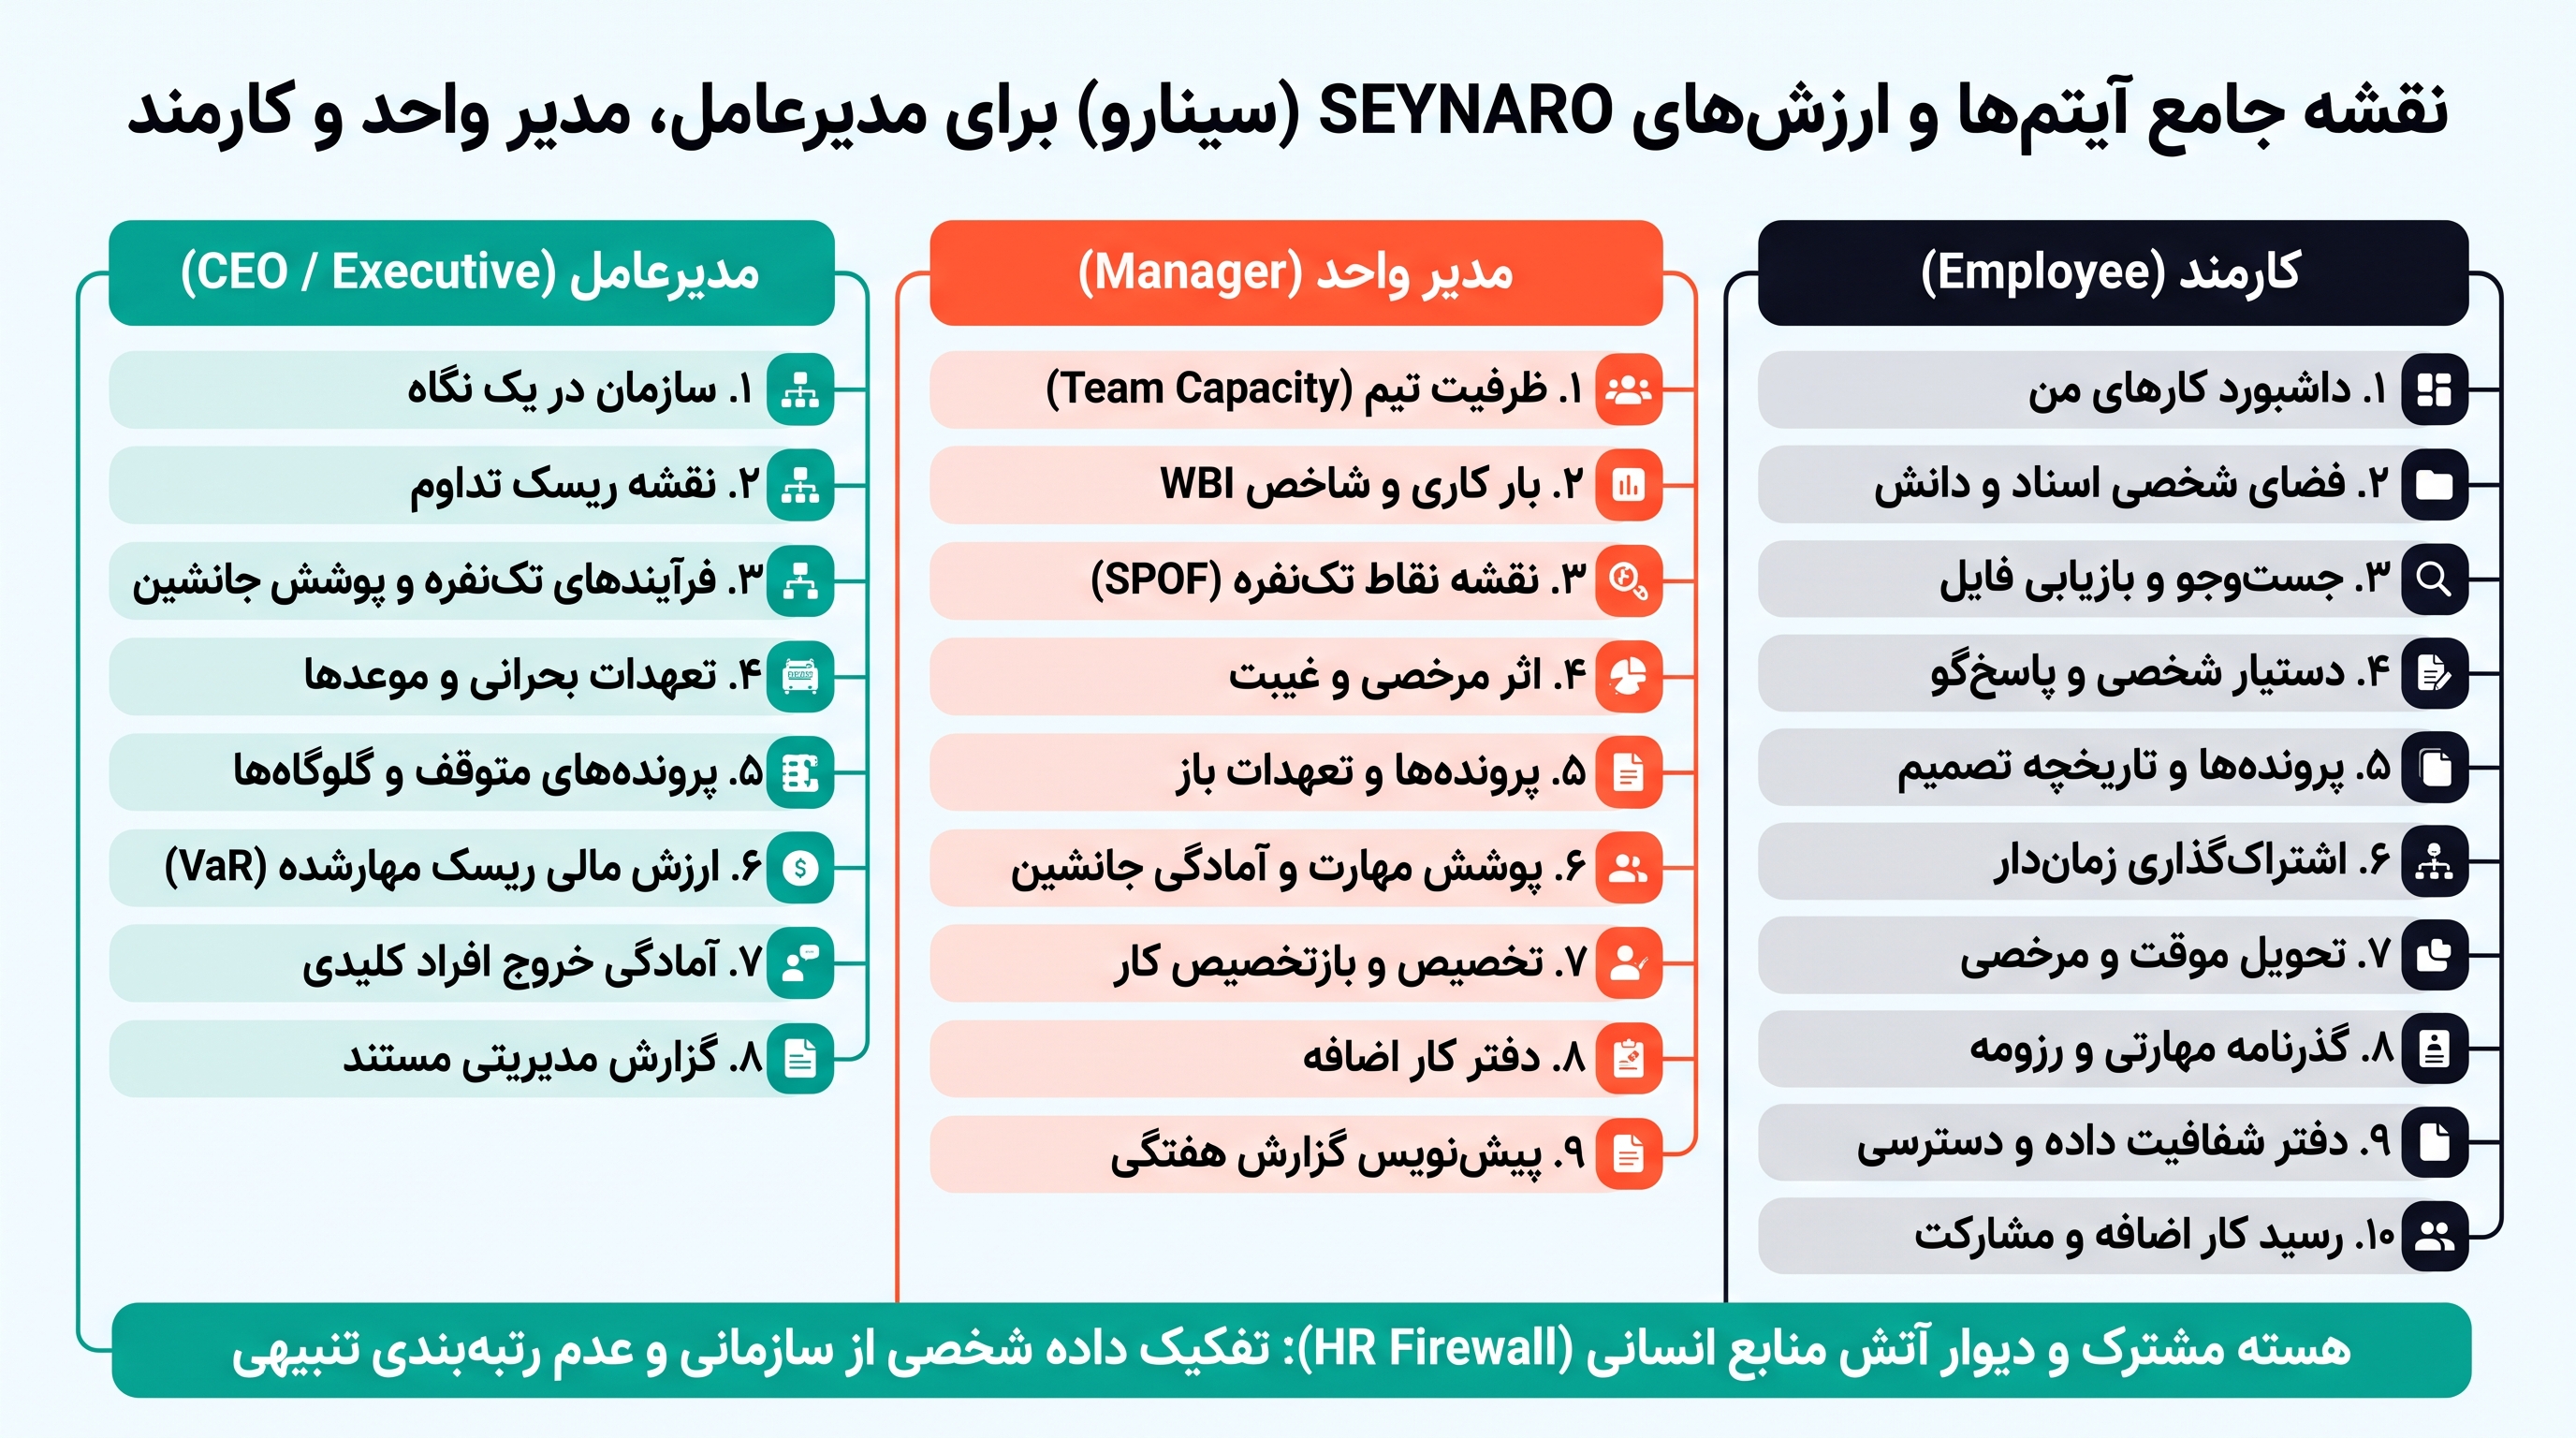 نقشه جامع آیتم‌ها و ارزش‌های SEYNARO (سینارو) برای مدیرعامل، مدیر واحد و کارمند
کارمند (Employee)
۱. داشبورد کارهای من
۲. فضای شخصی اسناد و دانش
۳. جست‌وجو و بازیابی فایل
۴. دستیار شخصی و پاسخ‌گو
۵. پرونده‌ها و تاریخچه تصمیم
۶. اشتراک‌گذاری زمان‌دار
۷. تحویل موقت و مرخصی
۸. گذرنامه مهارتی و رزومه
۹. دفتر شفافیت داده و دسترسی
۱۰. رسید کار اضافه و مشارکت
مدیر واحد (Manager)
۱. ظرفیت تیم (Team Capacity)
۲. بار کاری و شاخص WBI
۳. نقشه نقاط تک‌نفره (SPOF)
۴. اثر مرخصی و غیبت
۵. پرونده‌ها و تعهدات باز
۶. پوشش مهارت و آمادگی جانشین
۷. تخصیص و بازتخصیص کار
۸. دفتر کار اضافه
۹. پیش‌نویس گزارش هفتگی
مدیرعامل (CEO / Executive)
۱. سازمان در یک نگاه
۲. نقشه ریسک تداوم
۳. فرآیندهای تک‌نفره و پوشش جانشین
۴. تعهدات بحرانی و موعدها
۵. پرونده‌های متوقف و گلوگاه‌ها
۶. ارزش مالی ریسک مهارشده (VaR)
۷. آمادگی خروج افراد کلیدی
۸. گزارش مدیریتی مستند
هسته مشترک و دیوار آتش منابع انسانی (HR Firewall): تفکیک داده شخصی از سازمانی و عدم رتبه‌بندی تنبیهی